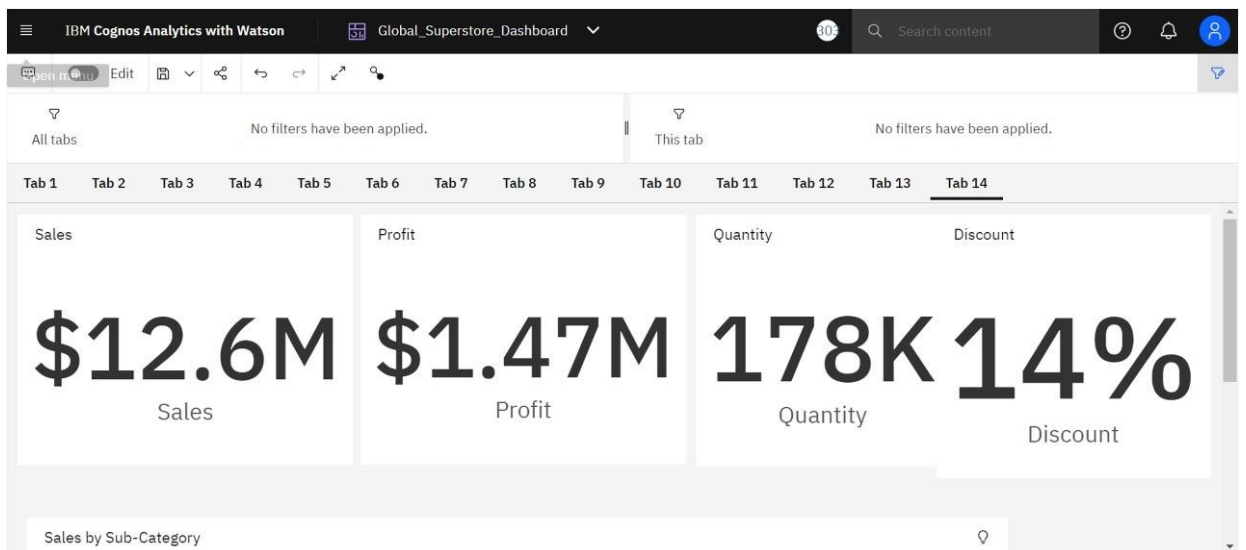 IBM Cognos Analytics with Watson Global_Superstore_Dashboard Search content
Open menu Edit
All tabs No filters have been applied. This tab No filters have been applied.
Tab 1 Tab 2 Tab 3 Tab 4 Tab 5 Tab 6 Tab 7 Tab 8 Tab 9 Tab 10 Tab 11 Tab 12 Tab 13 Tab 14
Sales Profit Quantity Discount
$12.6M $1.47M 178K 14%
Sales Profit Quantity Discount
Sales by Sub-Category